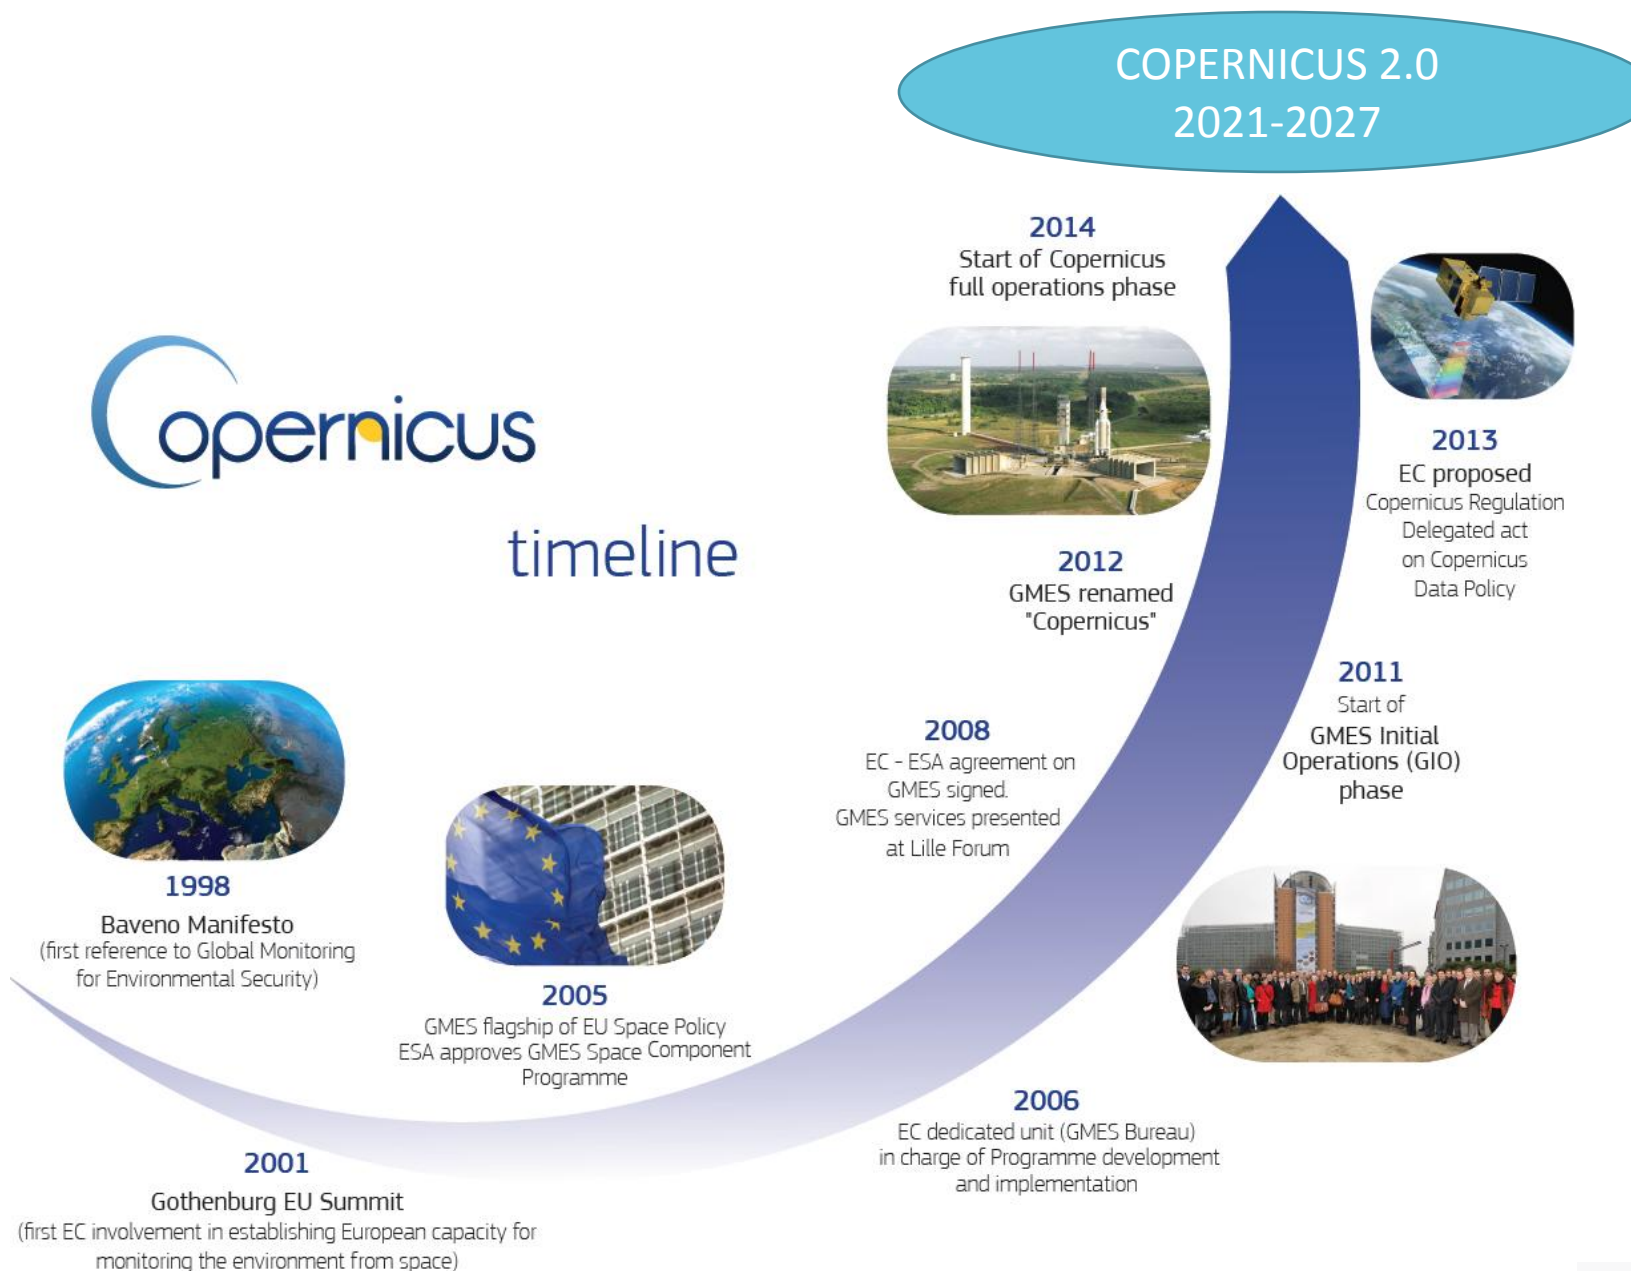 COPERNICUS 2.0
2021-2027
2014
Start of Copernicus
full operations phase
Copernicus
timeline
2013
EC proposed
Copernicus Regulation
Delegated act
on Copernicus
Data Policy
2012
GMES renamed
"Copernicus"
2011
Start of
GMES Initial
Operations (GIO)
phase
2008
EC - ESA agreement on
GMES signed.
GMES services presented
at Lille Forum
1998
Baveno Manifesto
(first reference to Global Monitoring
for Environmental Security)
2005
GMES flagship of EU Space Policy
ESA approves GMES Space Component
Programme
2006
EC dedicated unit (GMES Bureau)
in charge of Programme development
and implementation
2001
Gothenburg EU Summit
(first EC involvement in establishing European capacity for
monitoring the environment from space)